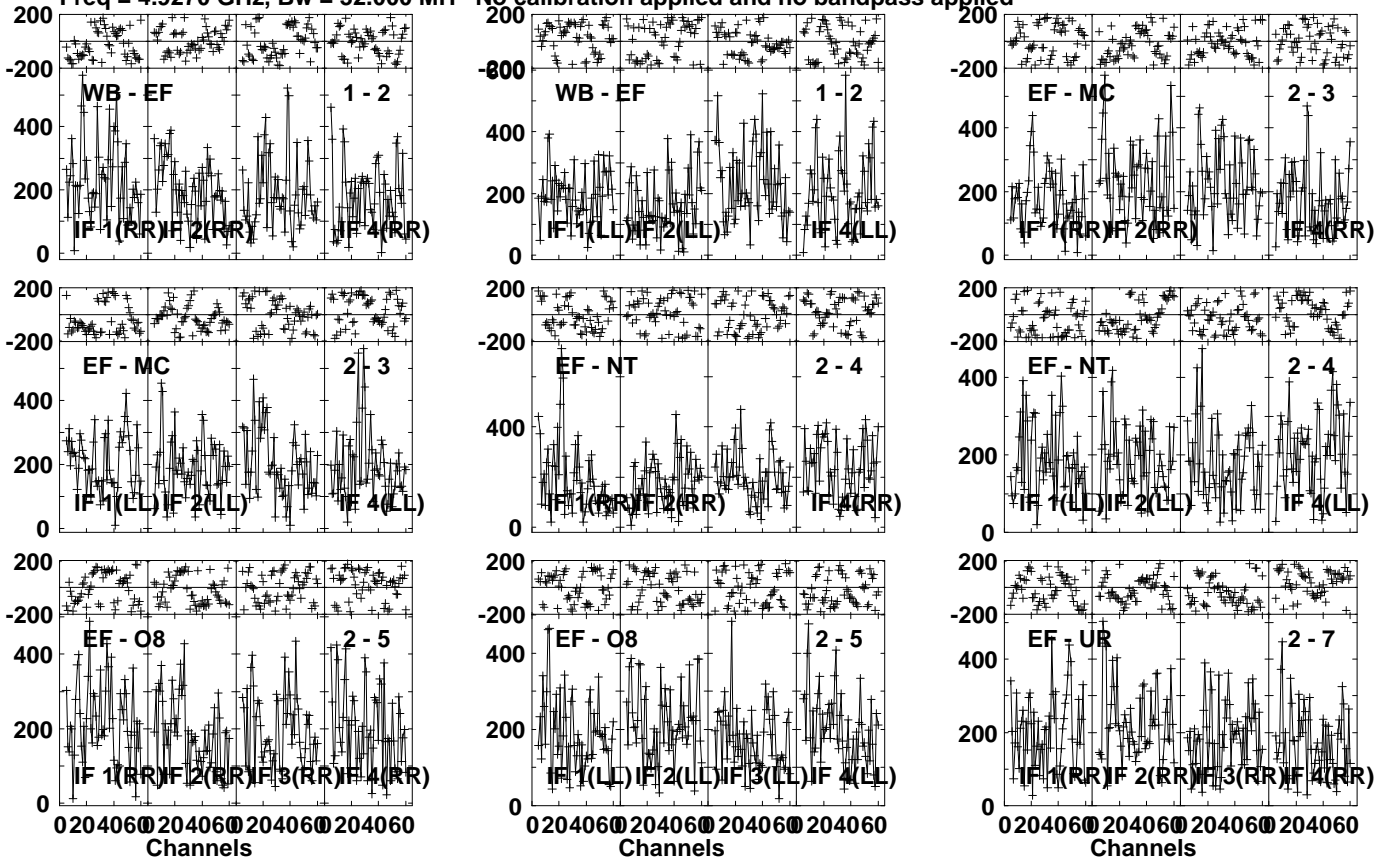 Freq = 4.9270 GHz, Bw = 32.000 MH No calibration applied and no bandpass applied
200 200 200
-200 -200 -200
WB - EF 1 - 2 WB - EF 1 - 2 EF - MC 2 - 3
600
400 400 400
200 200 200
IF 1(RR) IF 2(RR) IF 4(RR) IF 1(LL) IF 2(LL) IF 4(LL) IF 1(RR) IF 2(RR) IF 4(RR)
0 0 0
200 200 200
-200 -200 -200
EF - MC 2 - 3 EF - NT 2 - 4 EF - NT 2 - 4
400 400 400
200 200 200
IF 1(LL) IF 2(LL) IF 4(LL) IF 1(RR) IF 2(RR) IF 4(RR) IF 1(LL) IF 2(LL) IF 4(LL)
0 0 0
200 200 200
-200 -200 -200
EF - O8 2 - 5 EF - O8 2 - 5 EF - UR 2 - 7
400 400 400
200 200 200
IF 1(RR) IF 2(RR) IF 3(RR) IF 4(RR) IF 1(LL) IF 2(LL) IF 3(LL) IF 4(LL) IF 1(RR) IF 2(RR) IF 3(RR) IF 4(RR)
0 0 0
0 20 40 60 0 20 40 60 0 20 40 60 0 20 40 60 0 20 40 60 0 20 40 60 0 20 40 60 0 20 40 60 0 20 40 60 0 20 40 60 0 20 40 60 0 20 40 60
Channels Channels Channels